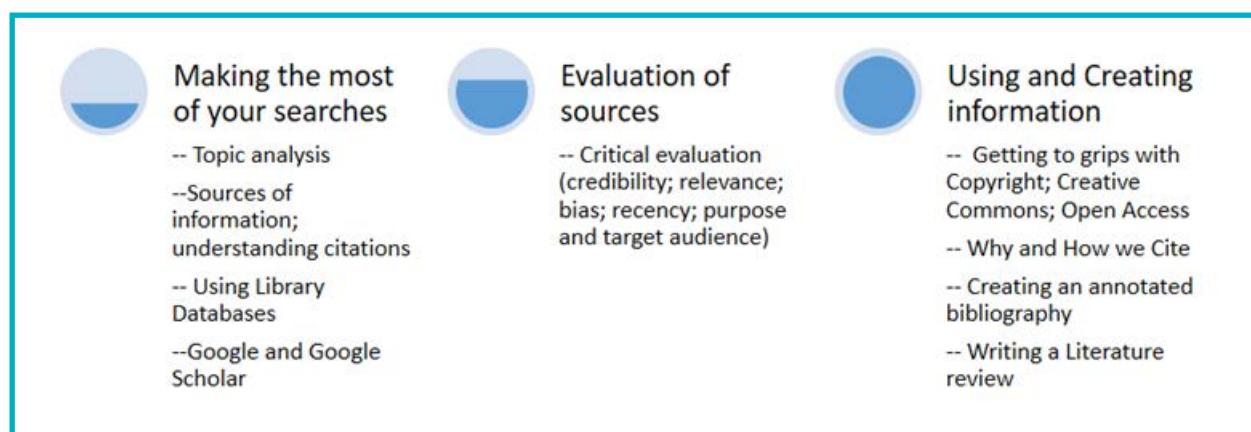 Making the most
of your searches
-- Topic analysis
--Sources of
information;
understanding citations
-- Using Library
Databases
--Google and Google
Scholar
Evaluation of
sources
-- Critical evaluation
(credibility; relevance;
bias; recency; purpose
and target audience)
Using and Creating
information
-- Getting to grips with
Copyright; Creative
Commons; Open Access
-- Why and How we Cite
-- Creating an annotated
bibliography
-- Writing a Literature
review